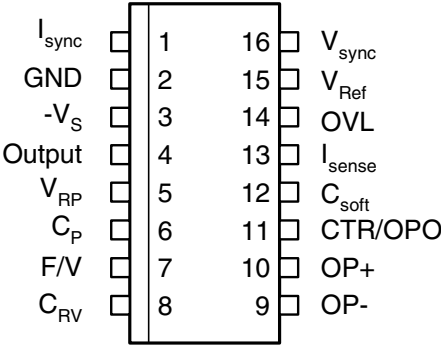 Isync 1 16 Vsync
GND 2 15 VRef
-VS 3 14 OVL
Output 4 13 Isense
VRP 5 12 Csoft
CP 6 11 CTR/OPO
F/V 7 10 OP+
CRV 8 9 OP-